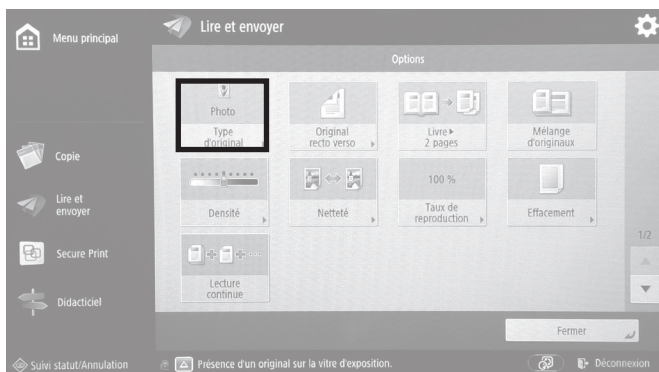 Menu principal
Lire et envoyer
Options
Photo
Type
d'original
Original
recto verso
Livre
2 pages
Mélange
d'originaux
Copie
Lire et
envoyer
Densité
Netteté
100 %
Taux de
reproduction
Effacement
Secure Print
1/2
Lecture
continue
Didacticiel
Fermer
Suivi statut/Annulation
Présence d'un original sur la vitre d'exposition.
Déconnexion